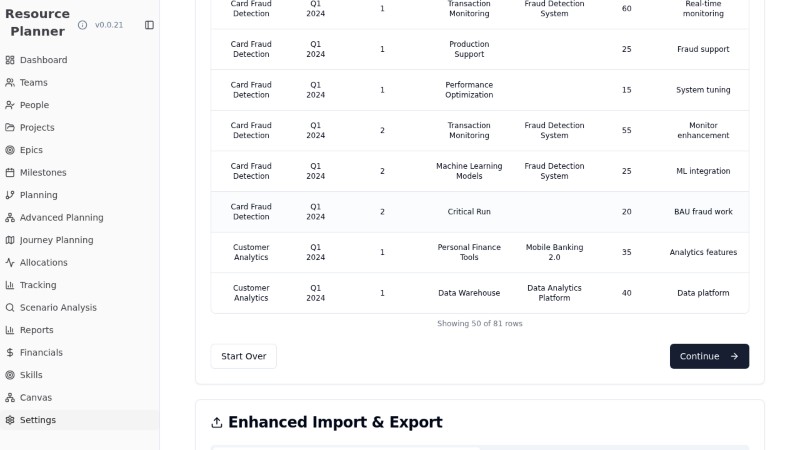 Resource
Planner
v0.0.21
Dashboard
Teams
People
Projects
Epics
Milestones
Planning
Advanced Planning
Journey Planning
Allocations
Tracking
Scenario Analysis
Reports
Financials
Skills
Canvas
Settings
Card Fraud Detection Q1 2024 1 Transaction Monitoring Fraud Detection System 60 Real-time monitoring
Card Fraud Detection Q1 2024 1 Production Support 25 Fraud support
Card Fraud Detection Q1 2024 1 Performance Optimization 15 System tuning
Card Fraud Detection Q1 2024 2 Transaction Monitoring Fraud Detection System 55 Monitor enhancement
Card Fraud Detection Q1 2024 2 Machine Learning Models Fraud Detection System 25 ML integration
Card Fraud Detection Q1 2024 2 Critical Run 20 BAU fraud work
Customer Analytics Q1 2024 1 Personal Finance Tools Mobile Banking 2.0 35 Analytics features
Customer Analytics Q1 2024 1 Data Warehouse Data Analytics Platform 40 Data platform
Showing 50 of 81 rows
Start Over
Continue
Enhanced Import & Export